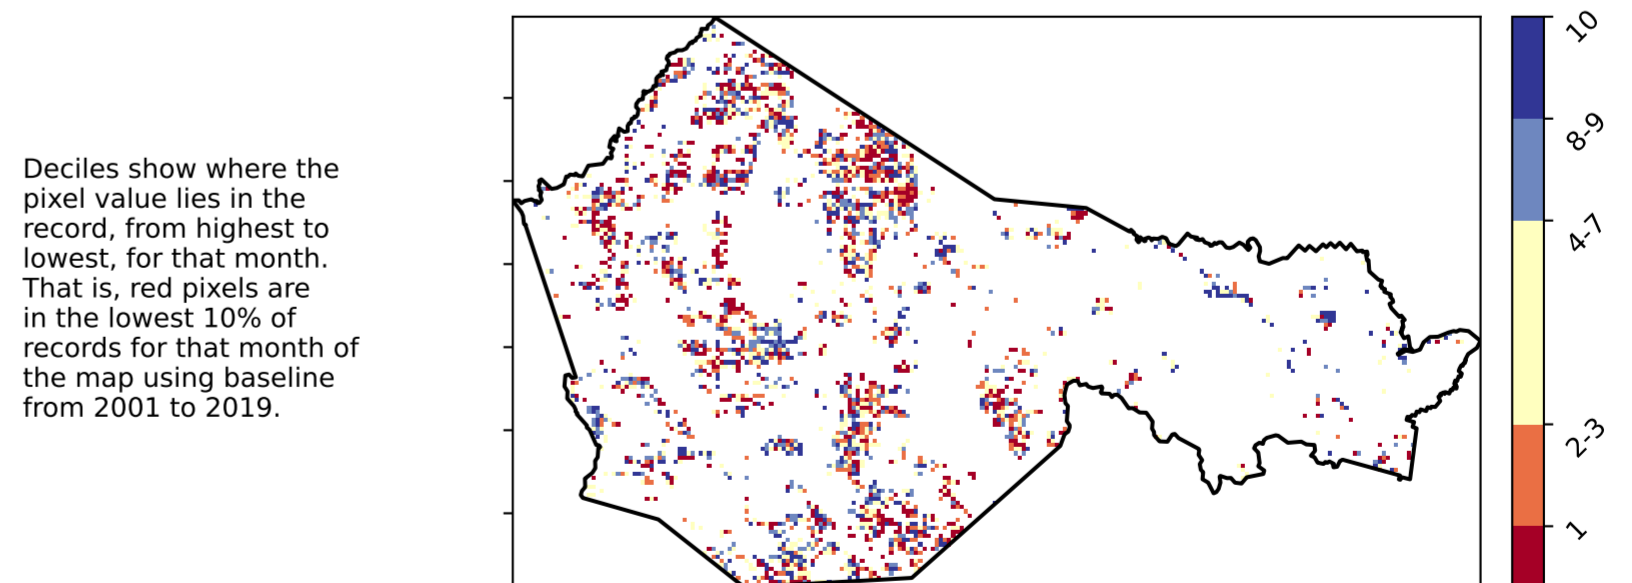 Deciles show where the
pixel value lies in the
record, from highest to
lowest, for that month.
That is, red pixels are
in the lowest 10% of
records for that month of
the map using baseline
from 2001 to 2019.
10
8-9
4-7
2-3
1